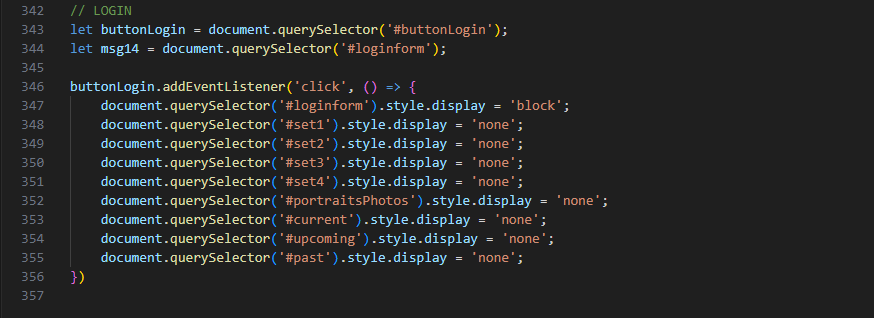 342 // LOGIN
343 let buttonLogin = document.querySelector('#buttonLogin');
344 let msg14 = document.querySelector('#loginform');
345
346 buttonLogin.addEventListener('click', () => {
347     document.querySelector('#loginform').style.display = 'block';
348     document.querySelector('#set1').style.display = 'none';
349     document.querySelector('#set2').style.display = 'none';
350     document.querySelector('#set3').style.display = 'none';
351     document.querySelector('#set4').style.display = 'none';
352     document.querySelector('#portraitsPhotos').style.display = 'none';
353     document.querySelector('#current').style.display = 'none';
354     document.querySelector('#upcoming').style.display = 'none';
355     document.querySelector('#past').style.display = 'none';
356 })
357